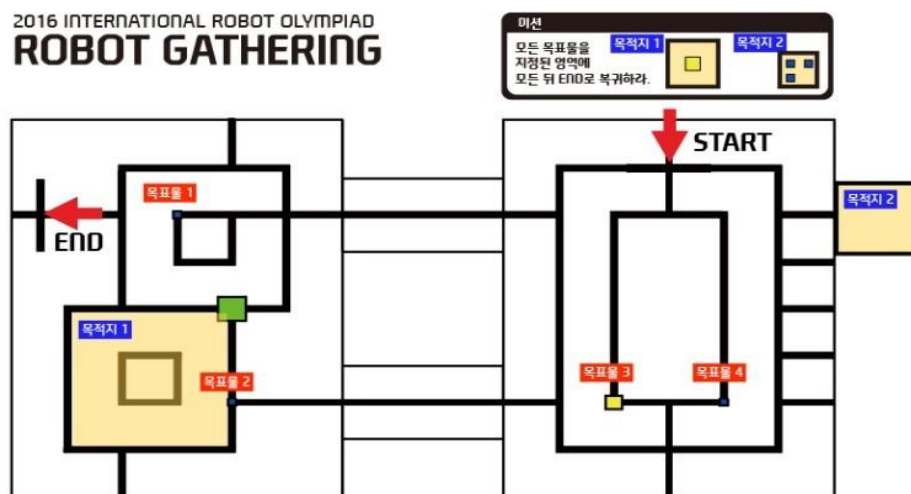 2016 INTERNATIONAL ROBOT OLYMPIAD
ROBOT GATHERING
미션
모든 목표물을
지정된 영역에
모든 뒤 END로 복귀하라.
목적지 1
목적지 2
START
목표물 1
END
목적지 2
목적지 1
목표물 2
목표물 3
목표물 4